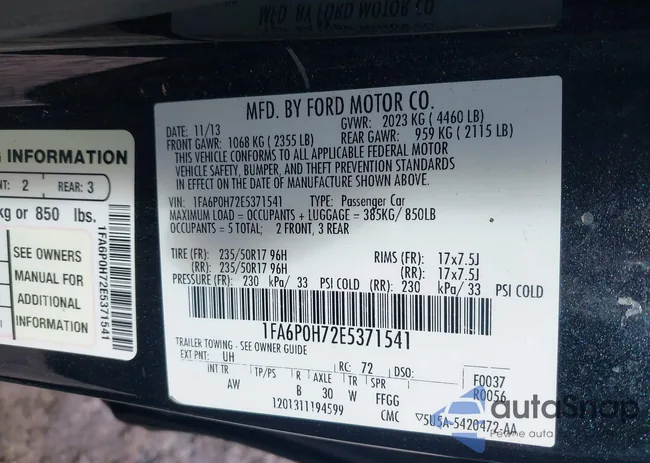 MFD. BY FORD MOTOR CO.
DATE: 11/13 GVWR: 2023 KG ( 4460 LB)
FRONT GAWR: 1068 KG ( 2355 LB) REAR GAWR: 959 KG ( 2115 LB)
THIS VEHICLE CONFORMS TO ALL APPLICABLE FEDERAL MOTOR
VEHICLE SAFETY, BUMPER, AND THEFT PREVENTION STANDARDS
IN EFFECT ON THE DATE OF MANUFACTURE SHOWN ABOVE.
VIN: 1FA6P0H72E5371541 TYPE: Passenger Car
MAXIMUM LOAD = OCCUPANTS + LUGGAGE = 385KG/ 850LB
OCCUPANTS = 5 TOTAL; 2 FRONT, 3 REAR
TIRE (FR): 235/50R17 96H RIMS (FR): 17x7.5J
(RR): 235/50R17 96H (RR): 17x7.5J
PRESSURE (FR): 230 kPa/ 33 PSI COLD (RR): 230 kPa/ 33 PSI COLD
1FA6P0H72E5371541
TRAILER TOWING - SEE OWNER GUIDE
EXT PNT: UH RC: 72 DSO:
INT TR TP/PS R AXLE TR SPR F0037
AW B 30 W FFGG R0056
1201311194599 CMC ▽5U5A-5420472-AA
INFORMATION
NT: 2 REAR: 3
kg or 850 lbs.
SEE OWNERS
MANUAL FOR
ADDITIONAL
INFORMATION
1FA6P0H72E5371541
autoSnap
Pewne auto z